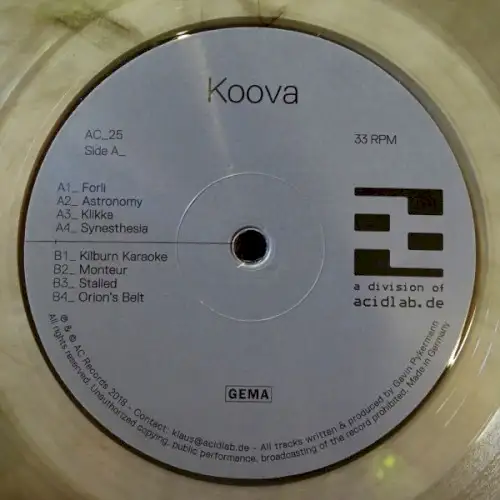 Koova
AC_25
Side A_
33 RPM
A1_ Forli
A2_ Astronomy
A3_ Klikka
A4_ Synesthesia
B1_ Kilburn Karaoke
B2_ Monteur
B3_ Stalled
B4_ Orion's Belt
a division of
acidlab.de
GEMA
℗ & © AC Records 2018 - Contact: klaus@acidlab.de - All tracks written & produced by Gavin Pykerman
All rights reserved. Unauthorized copying, public performance, broadcasting of the record prohibited. Made in Germany